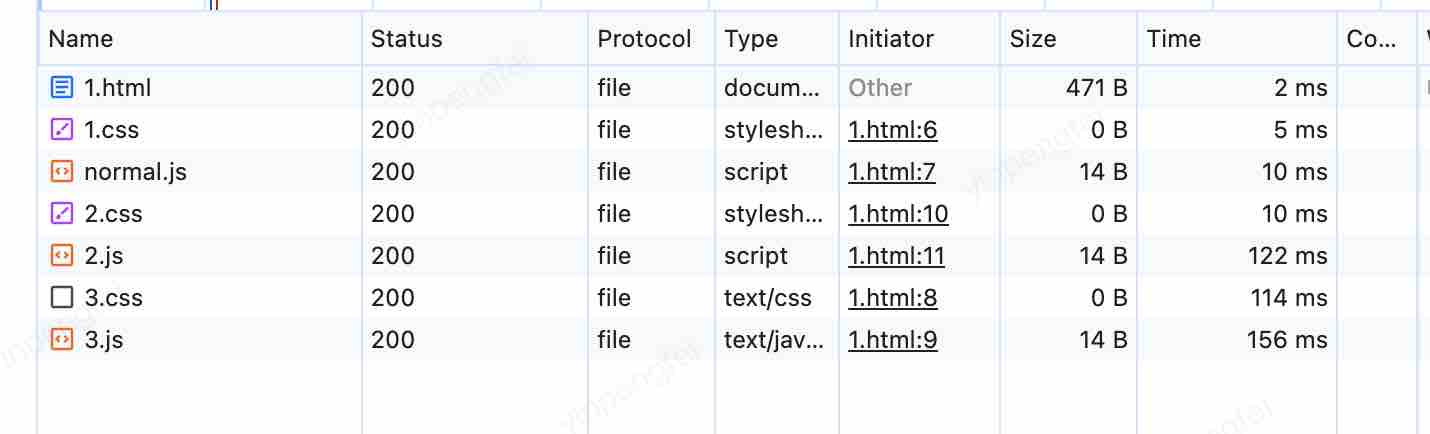 Name Status Protocol Type Initiator Size Time Co...
1.html 200 file docum... Other 471 B 2 ms
1.css 200 file stylesh... 1.html:6 0 B 5 ms
normal.js 200 file script 1.html:7 14 B 10 ms
2.css 200 file stylesh... 1.html:10 0 B 10 ms
2.js 200 file script 1.html:11 14 B 122 ms
3.css 200 file text/css 1.html:8 0 B 114 ms
3.js 200 file text/jav... 1.html:9 14 B 156 ms